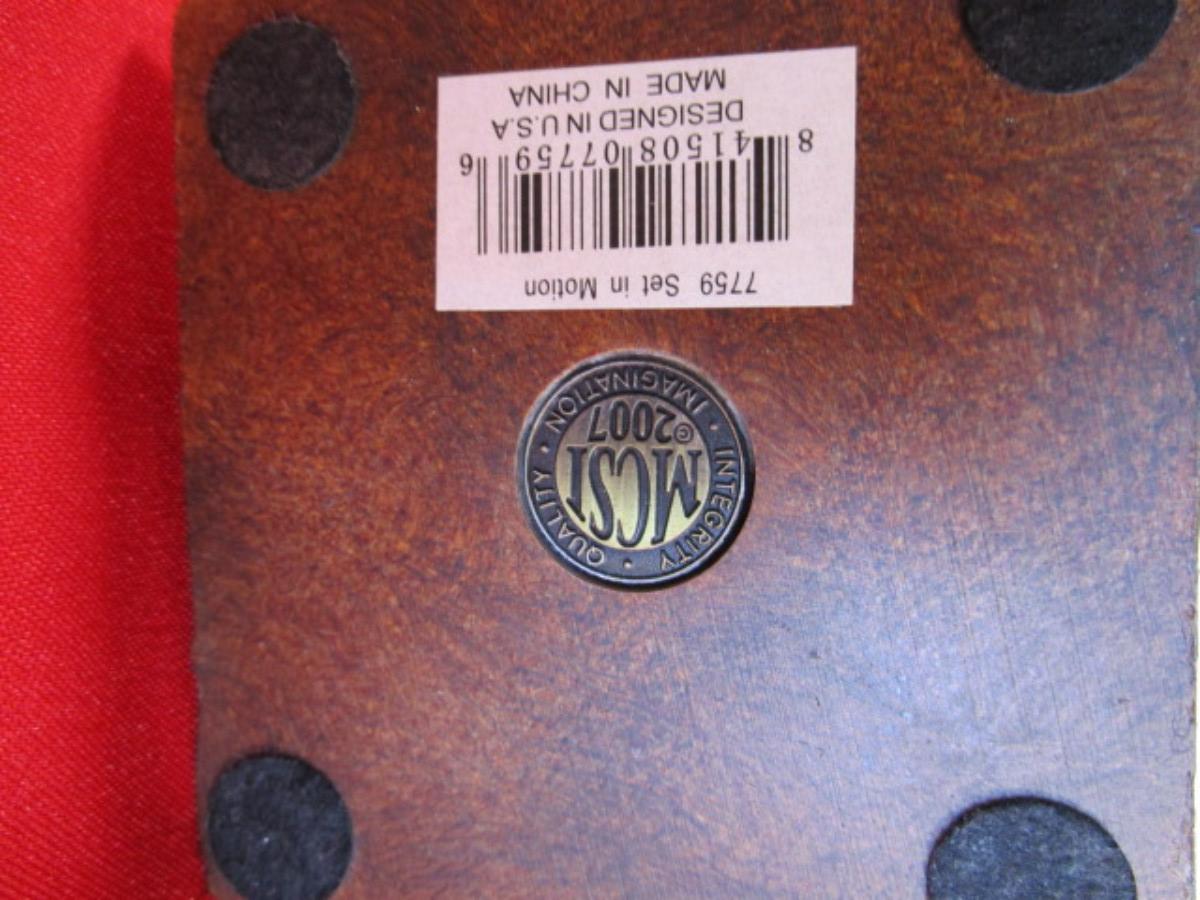 7759 Set in Motion
8 41508 07759 6
DESIGNED IN U.S.A
MADE IN CHINA
MCSI
© 2007
INTEGRITY • IMAGINATION • QUALITY •